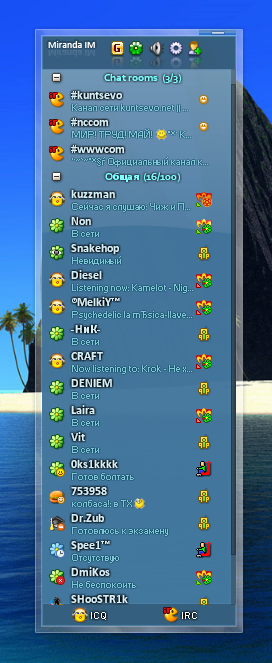 Miranda IM
Chat rooms (3/3)
#kuntsevo
Канал сети kuntsevo.net||...
#nccom
МИР! ТРУД! МАЙ!
#wwwcom
Официальный канал к...
Общая (16/100)
kuzzman
Сейчас я слушаю: Чиж и П...
Non
В сети
Snakehop
Невидимый
Diesel
Listening now: Kamelot - Nig...
®MelkiY™
Psychedelic
-НиК-
В сети
CRAFT
Now listening to: Krok - Не х...
DENIEM
В сети
Laira
В сети
Vit
В сети
0ks1kkkk
Готов болтать
753958
колбаса!: в ТХ
Dr.Zub
Готовлюсь к экзамену
Spee1™
Отсутствую
DmiKos
Не беспокоить
SHooSTR1k
ICQ IRC